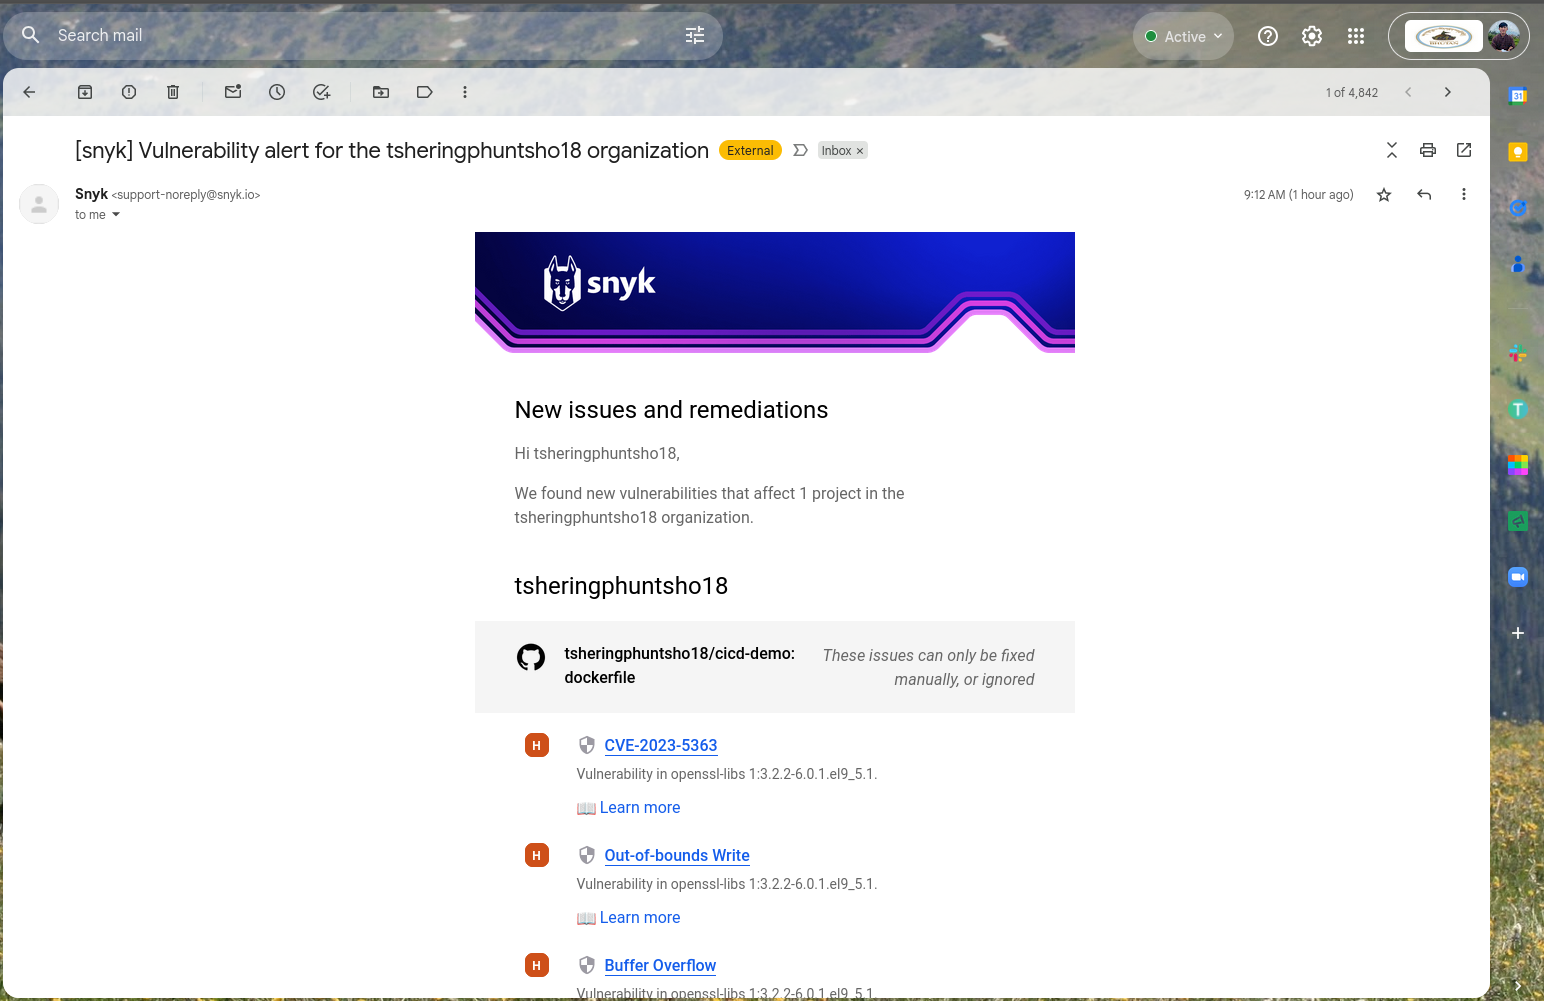 Search mail
Active
1 of 4,842
[snyk] Vulnerability alert for the tsheringphuntsho18 organization
External
Inbox ×
Snyk <support-noreply@snyk.io>
9:12 AM (1 hour ago)
to me
snyk
New issues and remediations
Hi tsheringphuntsho18,
We found new vulnerabilities that affect 1 project in the
tsheringphuntsho18 organization.
tsheringphuntsho18
tsheringphuntsho18/cicd-demo:
dockerfile
These issues can only be fixed
manually, or ignored
H
CVE-2023-5363
Vulnerability in openssl-libs 1:3.2.2-6.0.1.el9_5.1.
Learn more
H
Out-of-bounds Write
Vulnerability in openssl-libs 1:3.2.2-6.0.1.el9_5.1.
Learn more
H
Buffer Overflow
Vulnerability in openssl-libs 1:3.2.2-6.0.1.el9_5.1.
31
T